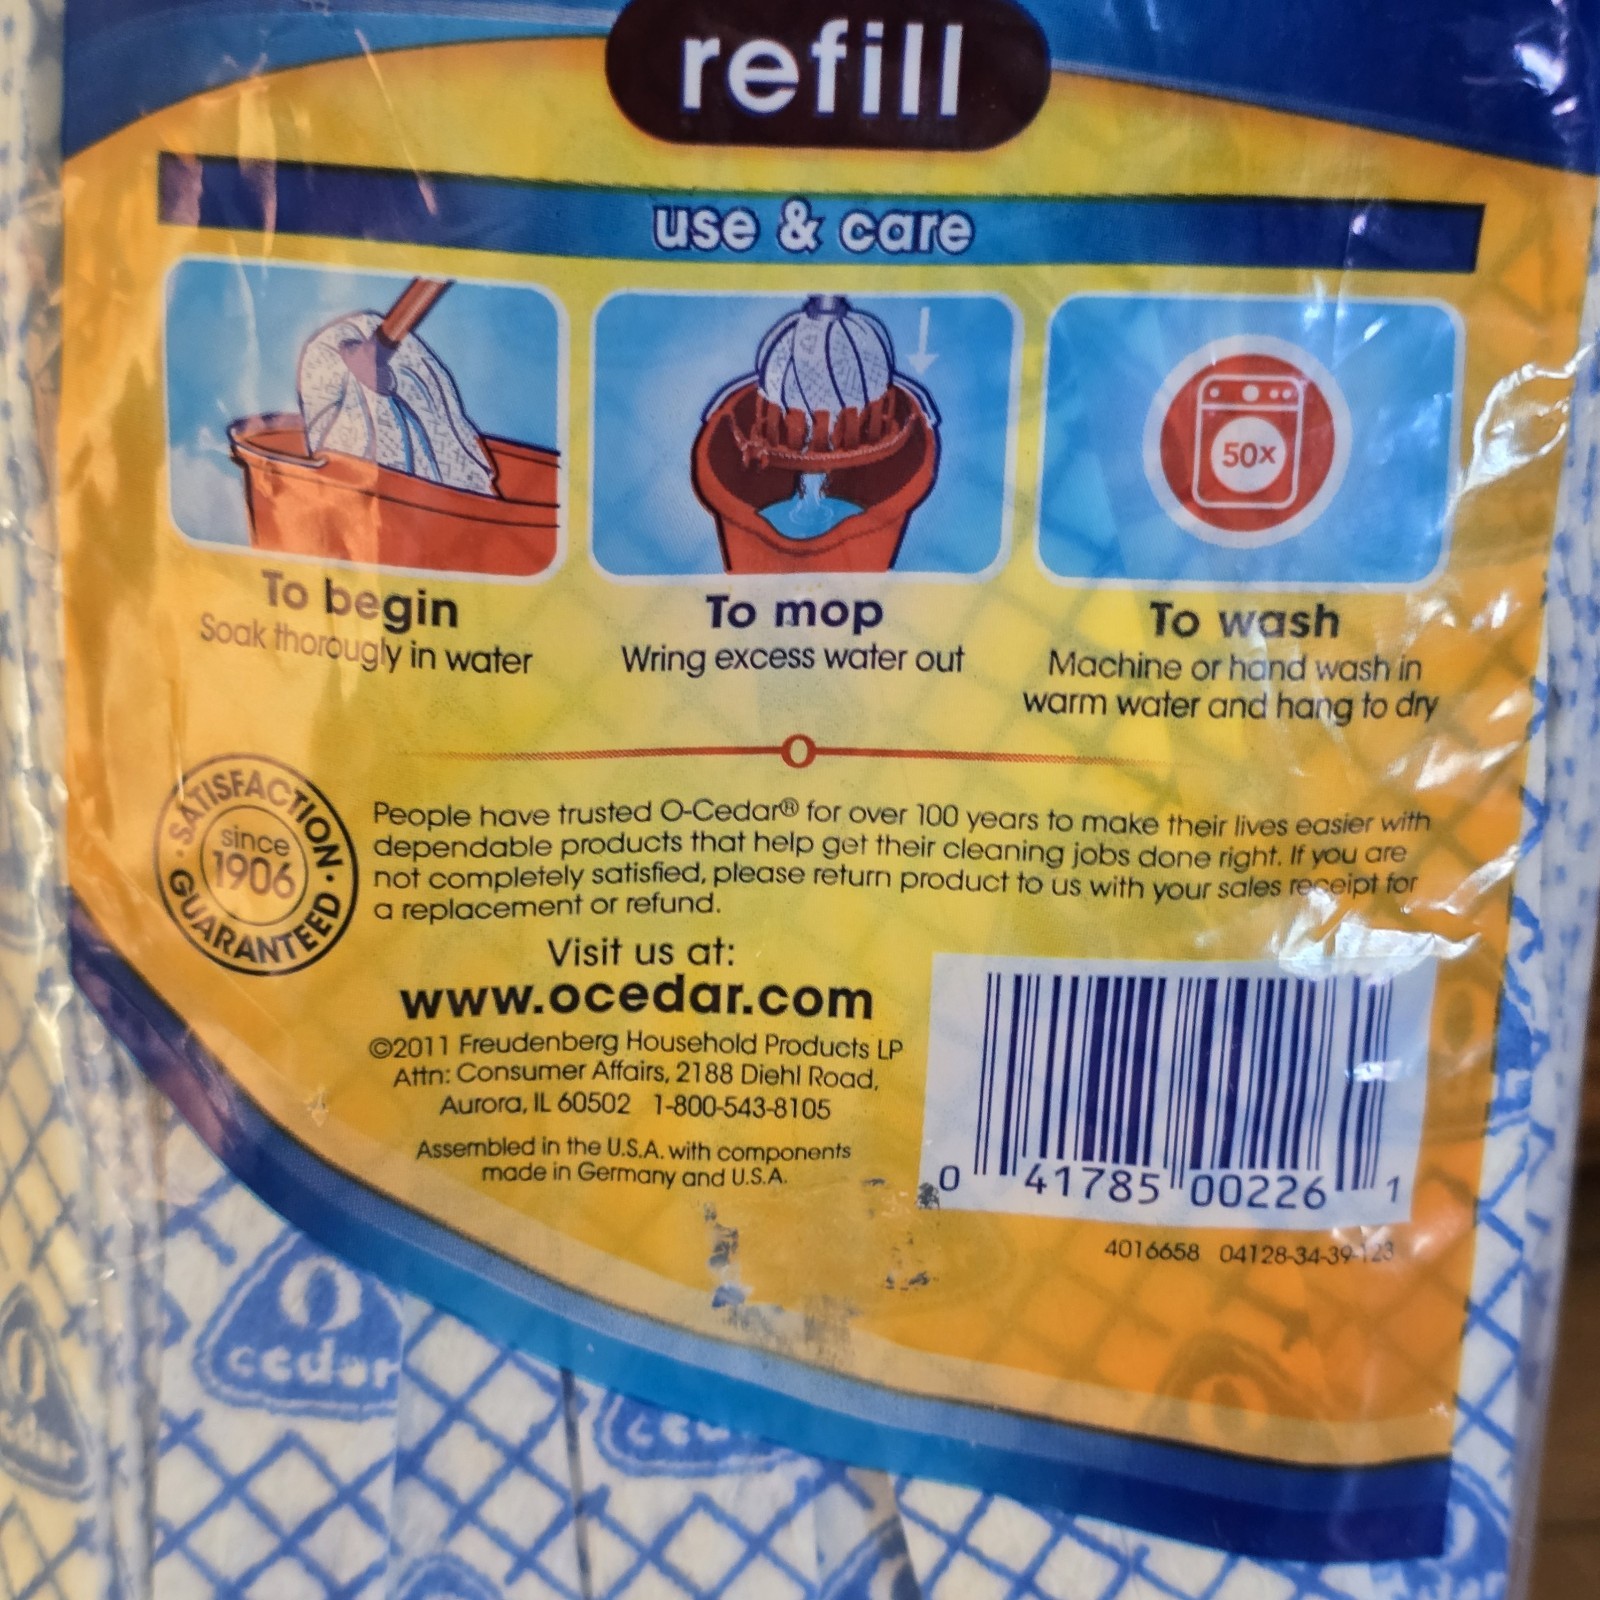 refill
use & care
50x
To begin
Soak thorougly in water
To mop
Wring excess water out
To wash
Machine or hand wash in
warm water and hang to dry
O
SATISFACTION
since
1906
GUARANTEED
People have trusted O-Cedar® for over 100 years to make their lives easier with
dependable products that help get their cleaning jobs done right. If you are
not completely satisfied, please return product to us with your sales receipt for
a replacement or refund.
Visit us at:
www.ocedar.com
©2011 Freudenberg Household Products LP
Attn: Consumer Affairs, 2188 Diehl Road,
Aurora, IL 60502 1-800-543-8105
Assembled in the U.S.A. with components
made in Germany and U.S.A.
0 41785 00226 1
4016658 04128-34-39-123
O
cedar